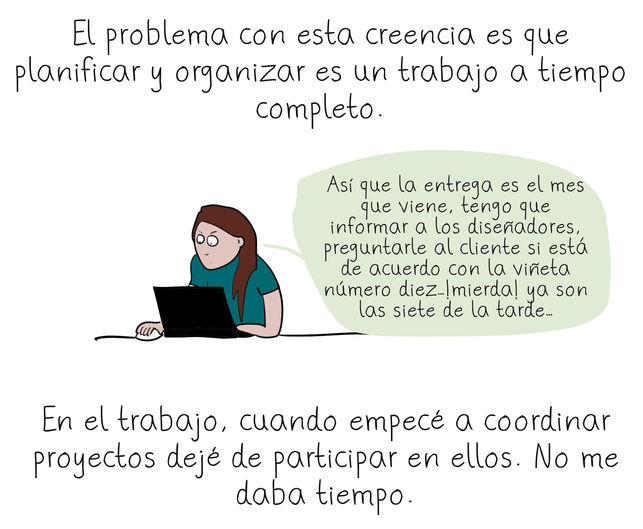 El problema con esta creencia es que
planificar y organizar es un trabajo a tiempo
completo.
Así que la entrega es el mes
que viene, tengo que
informar a los diseñadores,
preguntarle al cliente si está
de acuerdo con la viñeta
número diez...¡mierda! ya son
las siete de la tarde...
En el trabajo, cuando empecé a coordinar
proyectos dejé de participar en ellos. No me
daba tiempo.